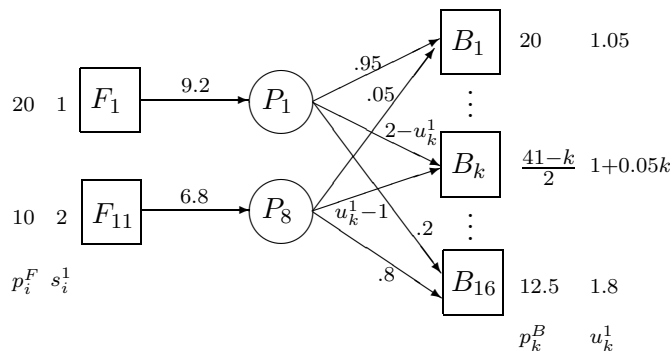 B₁ 20 1.05
.95
9.2
.05
20 1 F₁ P₁
⋮
2−u_k^1
B_k (41−k)/2 1+0.05k
6.8
10 2 F₁₁ P₈ u_k^1−1
⋮
.2
.8
p_i^F s_i^1 B₁₆ 12.5 1.8
p_k^B u_k^1